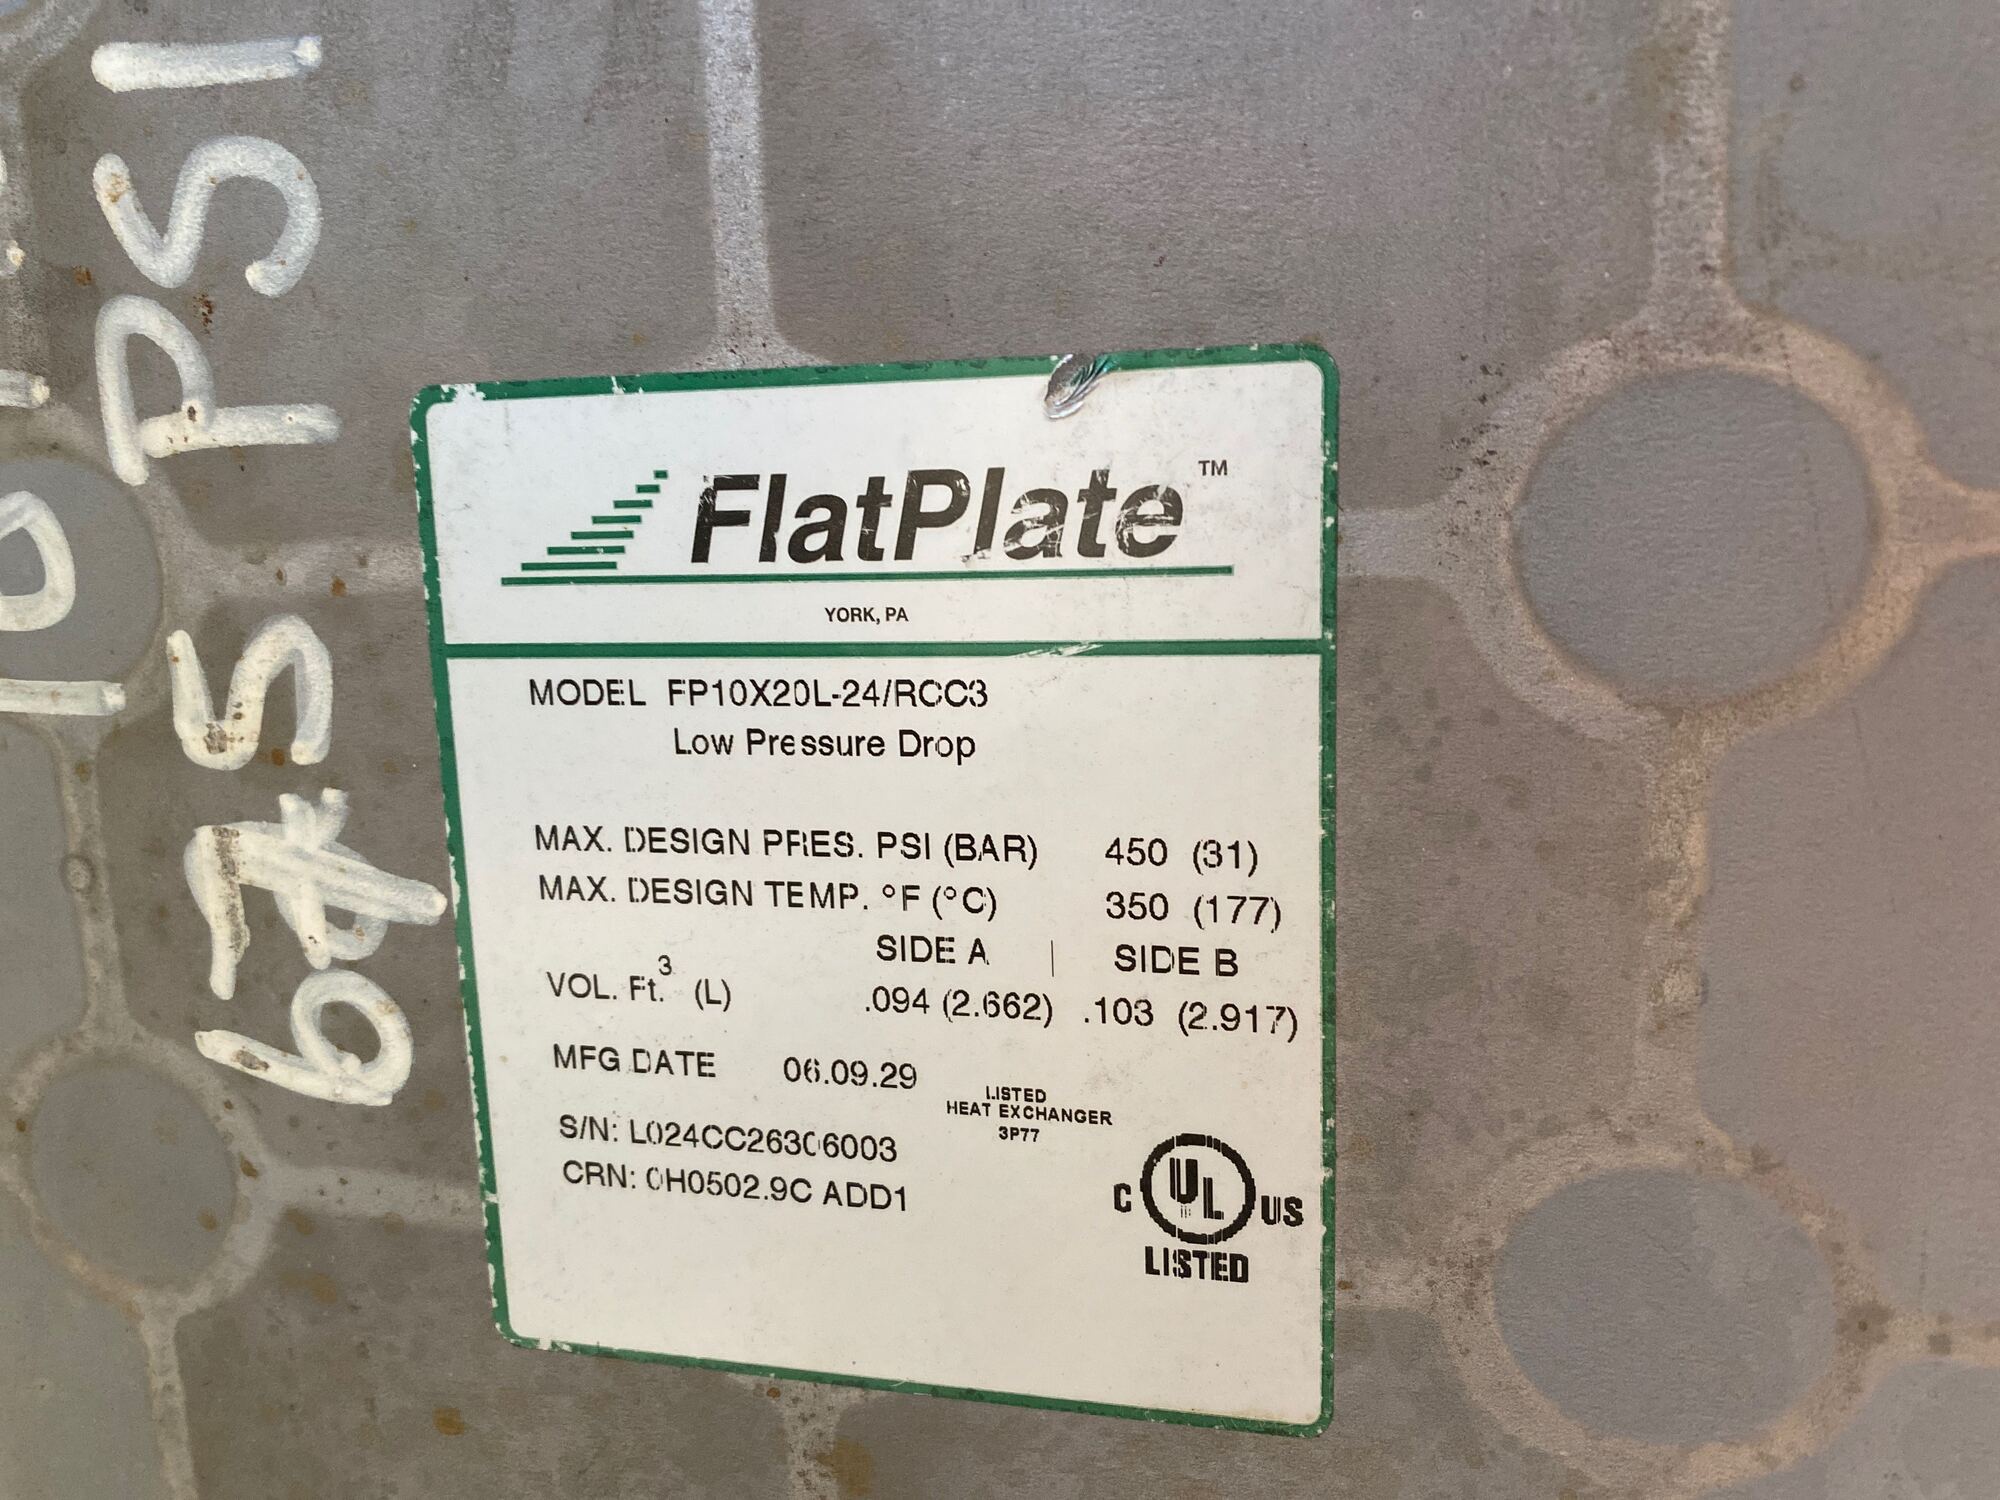 PSI
675 PSI
FlatPlate™
YORK, PA
MODEL FP10X20L-24/RCC3
Low Pressure Drop
MAX. DESIGN PRES. PSI (BAR) 450 (31)
MAX. DESIGN TEMP. °F (°C) 350 (177)
SIDE A | SIDE B
VOL. Ft.³ (L) .094 (2.662) .103 (2.917)
MFG DATE 06.09.29
LISTED
HEAT EXCHANGER
3P77
S/N: L024CC26306003
CRN: 0H0502.9C ADD1
C UL US
LISTED